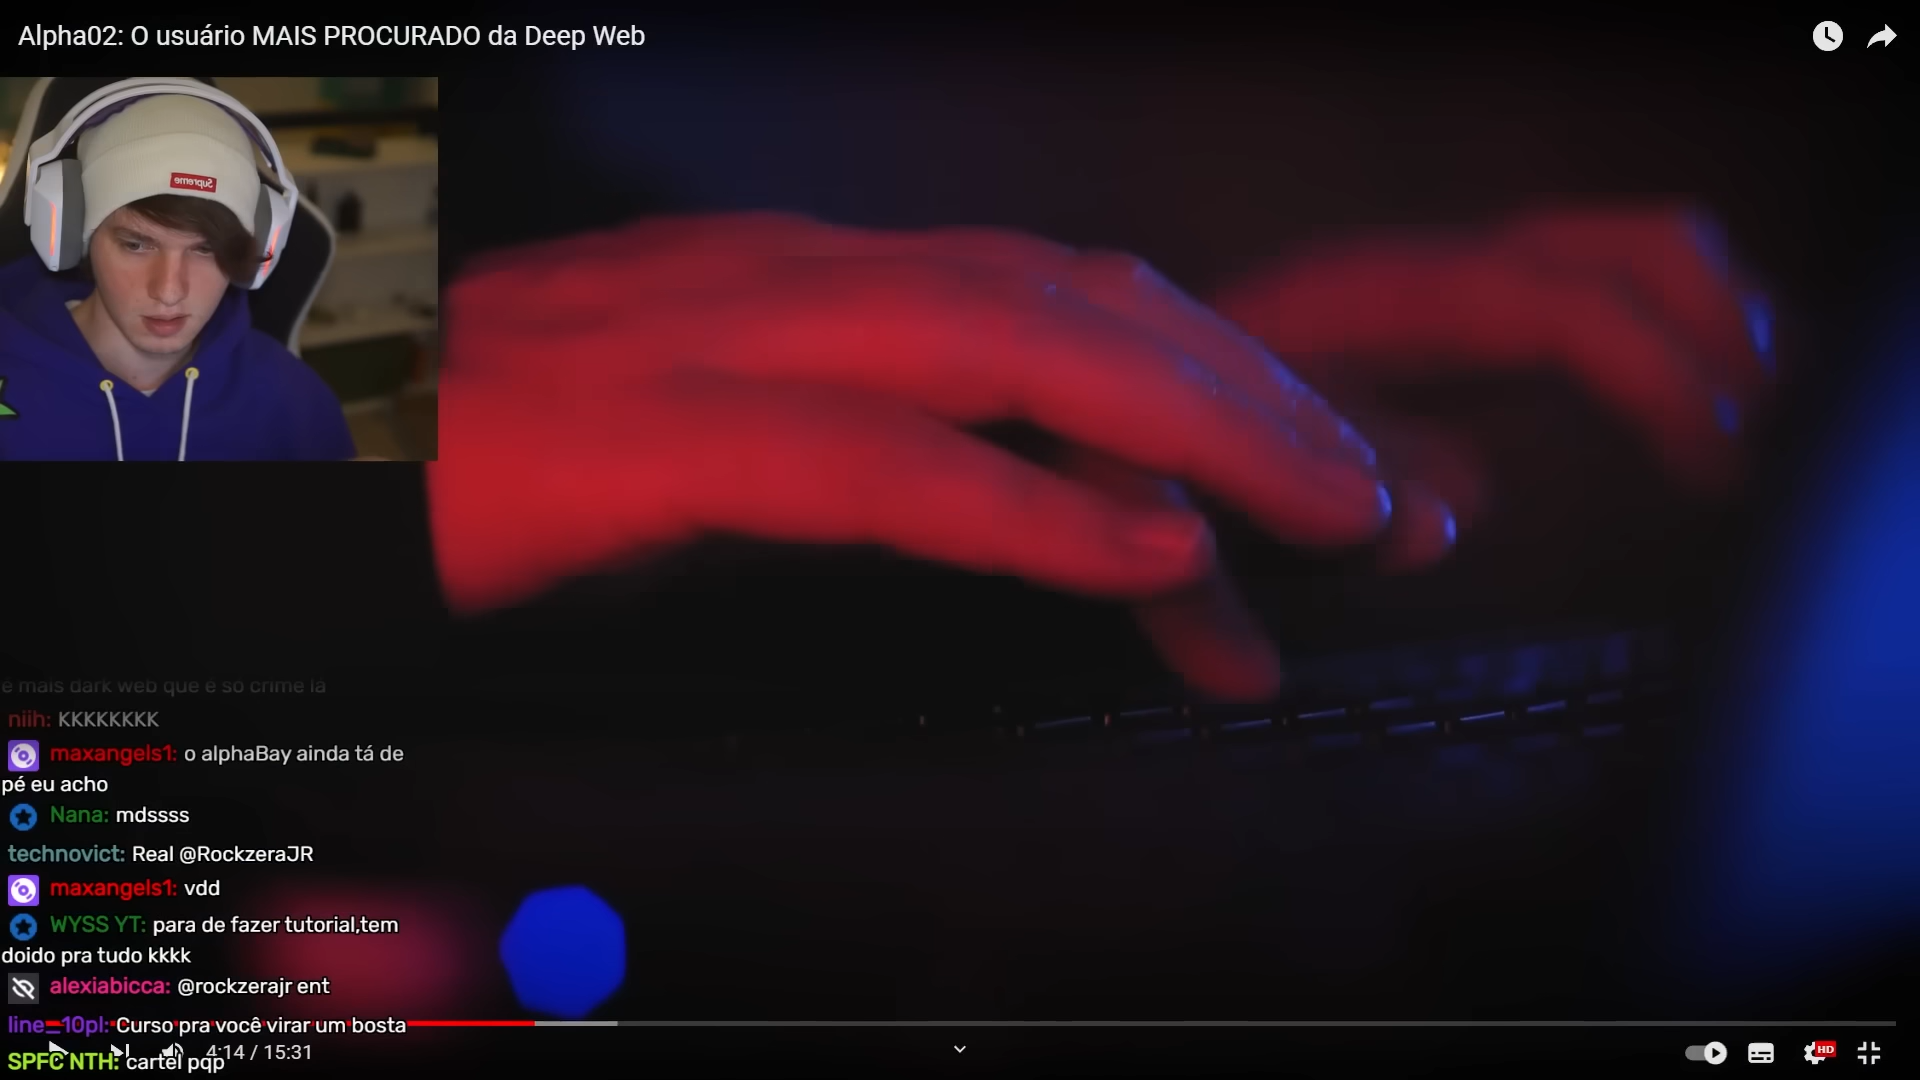 Alpha02: O usuário MAIS PROCURADO da Deep Web
Supreme
é mais dark web que é só crime lá
niih: KKKKKKKK
maxangels1: o alphaBay ainda tá de
pé eu acho
Nana: mdssss
technovict: Real @RockzeraJR
maxangels1: vdd
WYSS YT: para de fazer tutorial,tem
doido pra tudo kkkk
alexiabicca: @rockzerajr ent
line_10pl: Curso pra você virar um bosta
4:14 / 15:31
SPFC NTH: cartel pqp
HD